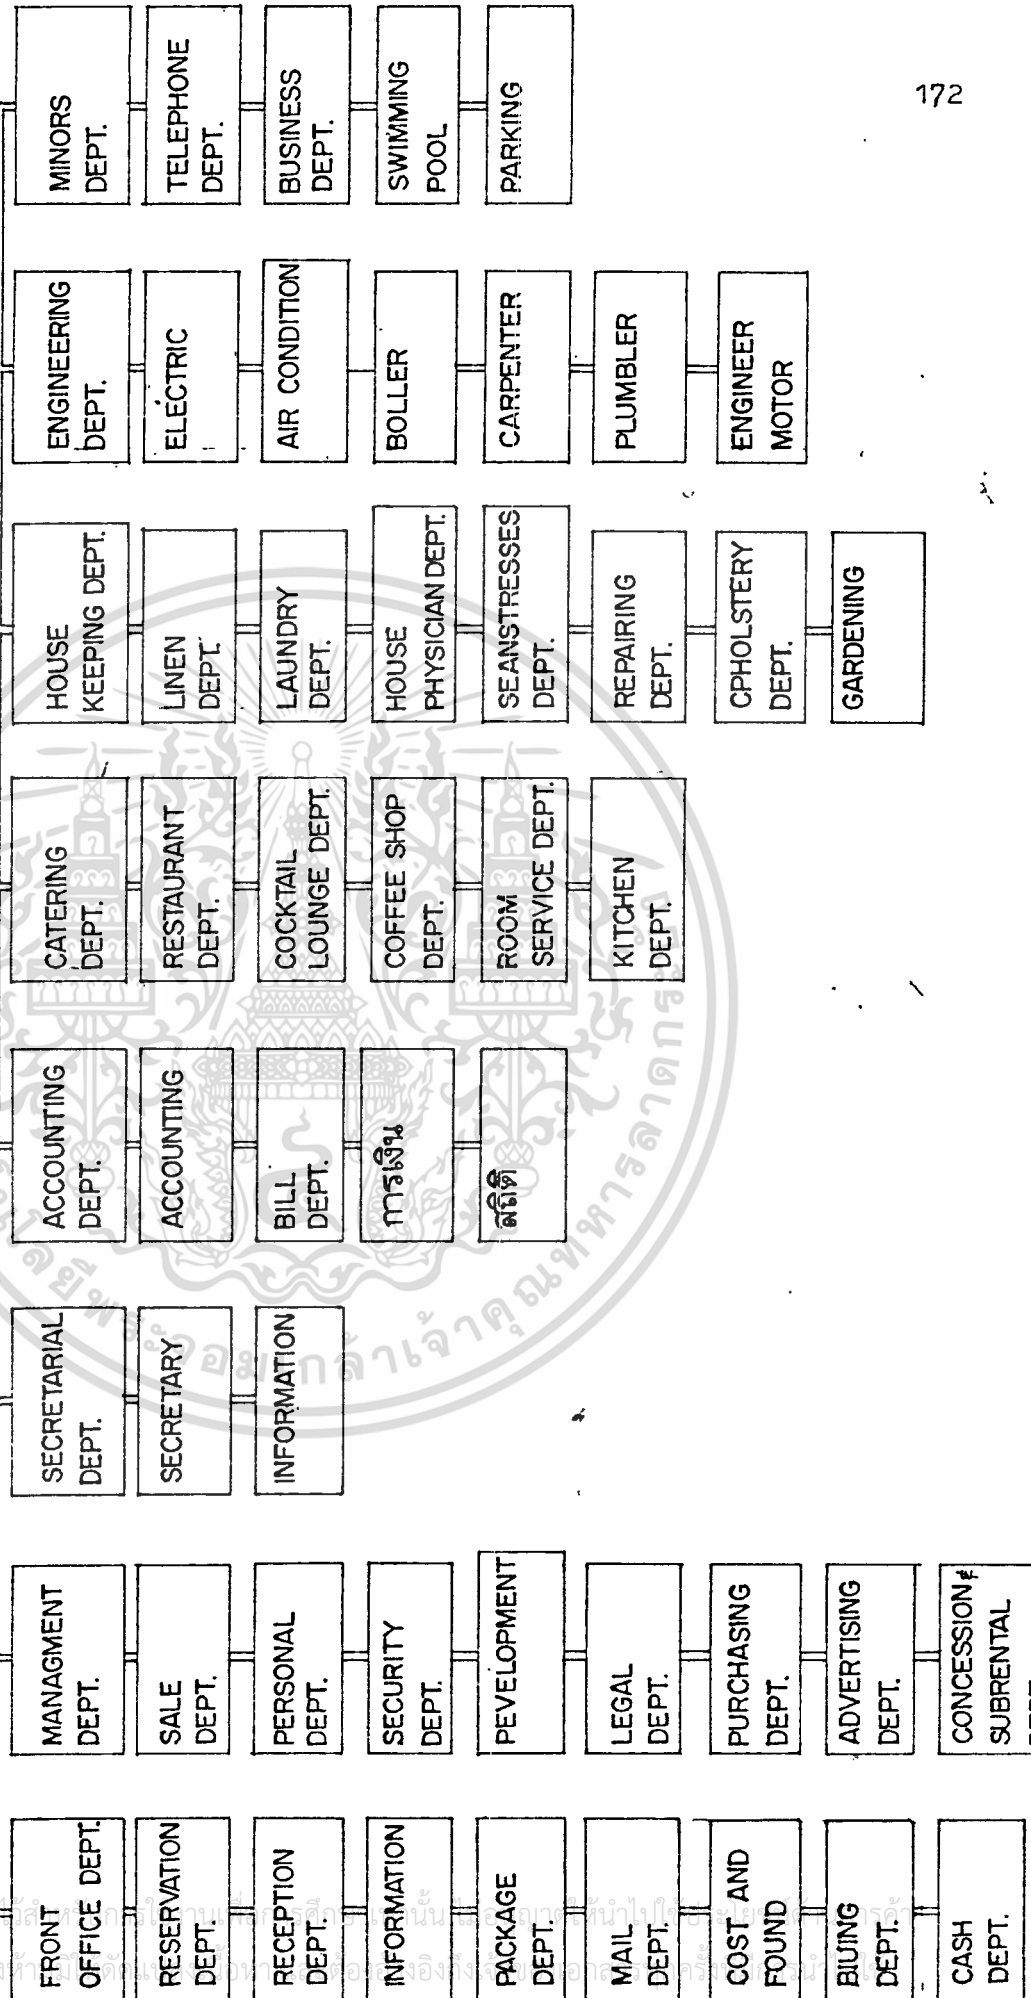 172
FRONT
OFFICE DEPT.
RESERVATION
DEPT.
RECEPTION
DEPT.
INFORMATION
PACKAGE
DEPT.
MAIL
DEPT.
COST AND
FOUND
BIUING
DEPT.
CASH
DEPT.
MANAGMENT
DEPT.
SALE
DEPT.
PERSONAL
DEPT.
SECURITY
DEPT.
PEVELOPMENT
LEGAL
DEPT.
PURCHASING
DEPT.
ADVERTISING
DEPT.
CONCESSION &
SUBRENTAL
SECRETARIAL
DEPT.
SECRETARY
INFORMATION
ACCOUNTING
DEPT.
ACCOUNTING
BILL
DEPT.
การเงิน
สถิติ
CATERING
DEPT.
RESTAURANT
DEPT.
COCKTAIL
LOUNGE DEPT.
COFFEE SHOP
DEPT.
ROOM
SERVICE DEPT.
KITCHEN
DEPT.
HOUSE
KEEPING DEPT.
LINEN
DEPT.
LAUNDRY
DEPT.
HOUSE
PHYSICIAN DEPT.
SEANSTRESSES
DEPT.
REPAIRING
DEPT.
CPHOLSTERY
DEPT.
GARDENING
ENGINEERING
DEPT.
ELECTRIC
AIR CONDITION
BOLLER
CARPENTER
PLUMBLER
ENGINEER
MOTOR
MINORS
DEPT.
TELEPHONE
DEPT.
BUSINESS
DEPT.
SWIMMING
POOL
PARKING